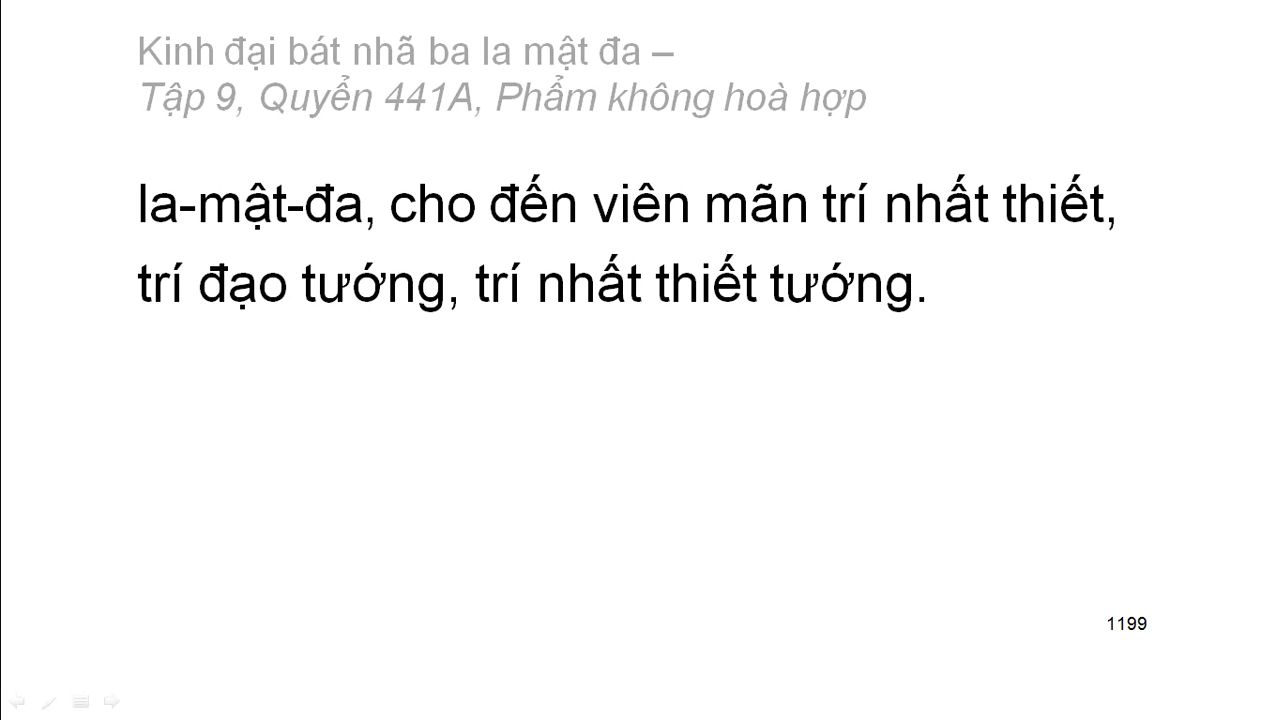 Kinh đại bát nhã ba la mật đa –
Tập 9, Quyển 441A, Phẩm không hoà hợp
la-mật-đa, cho đến viên mãn trí nhất thiết,
trí đạo tướng, trí nhất thiết tướng.
1199